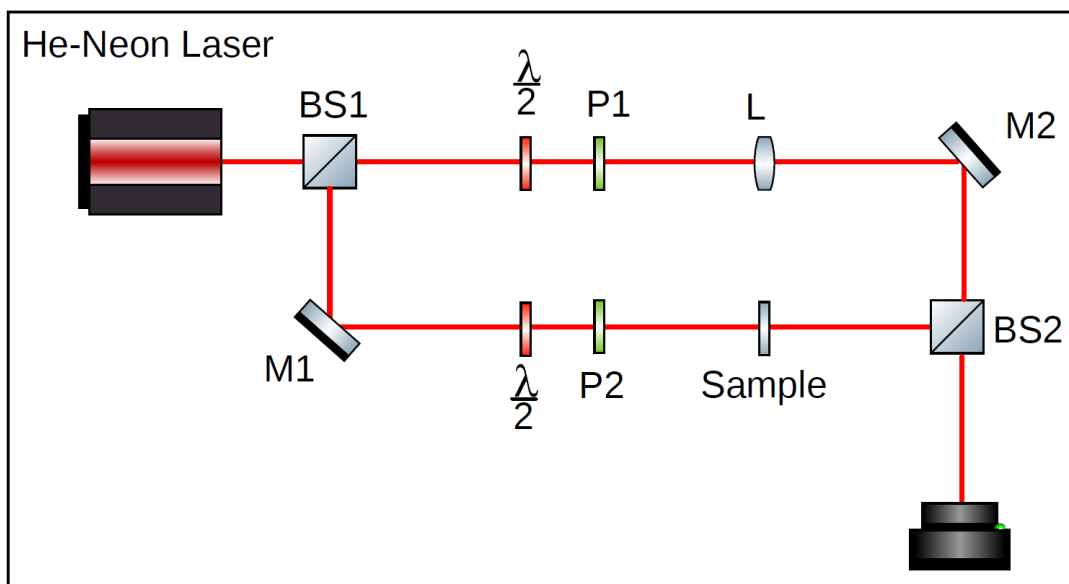 He-Neon Laser
BS1
λ
2
P1
L
M2
M1
λ
2
P2
Sample
BS2